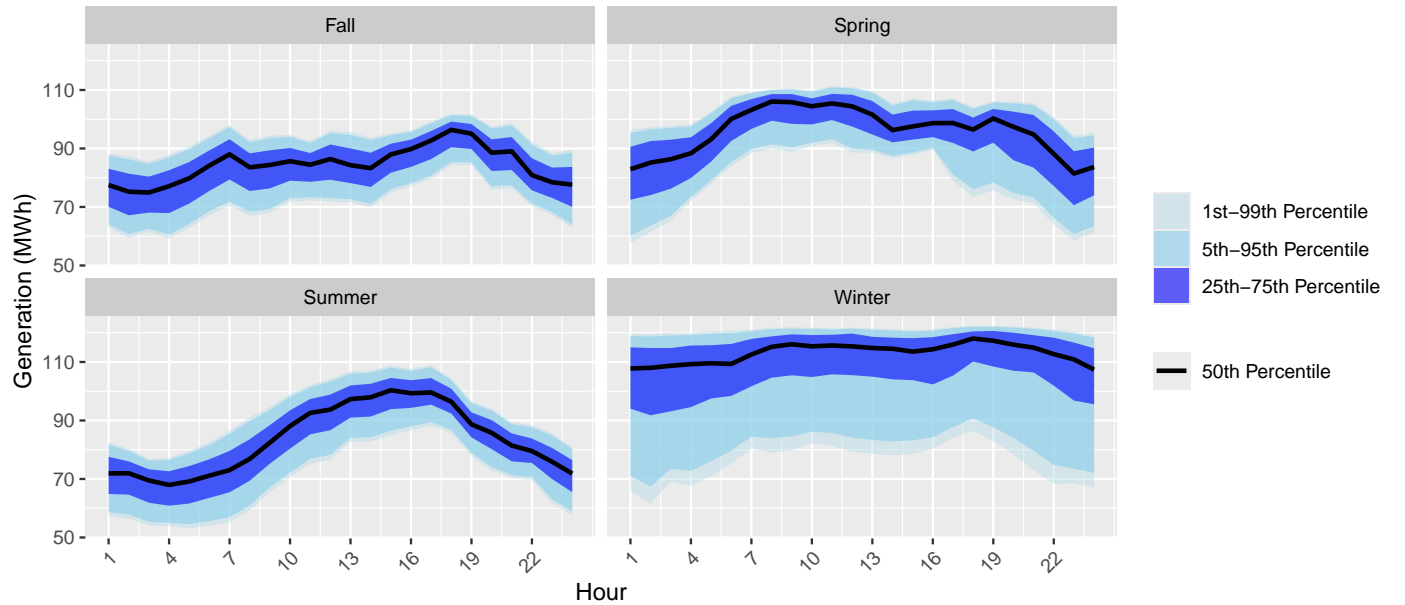 Fall
Spring
110
90
70
50
Summer
Winter
110
90
70
50
1 4 7 10 13 16 19 22
1 4 7 10 13 16 19 22
Hour
Generation (MWh)
1st−99th Percentile
5th−95th Percentile
25th−75th Percentile
50th Percentile